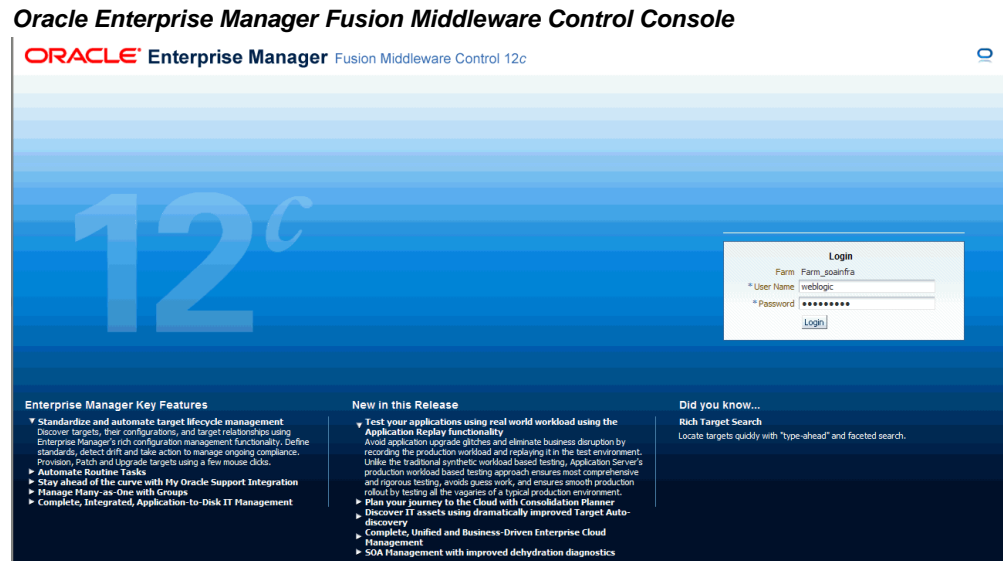 Oracle Enterprise Manager Fusion Middleware Control Console
ORACLE Enterprise Manager Fusion Middleware Control 12c
12c
Login
Farm Farm_soainfra
* User Name weblogic
* Password •••••••••
Login
Enterprise Manager Key Features
Standardize and automate target lifecycle management
Discover targets, their configurations, and target relationships using
Enterprise Manager's rich configuration management functionality. Define
standards, detect drift and take action to manage ongoing compliance.
Provision, Patch and Upgrade targets using a few mouse clicks.
Automate Routine Tasks
Stay ahead of the curve with My Oracle Support Integration
Manage Many-as-One with Groups
Complete, Integrated, Application-to-Disk IT Management
New in this Release
Test your applications using real world workload using the
Application Replay functionality
Avoid application upgrade glitches and eliminate business disruption by
recording the production workload and replaying it in the test environment.
Unlike the traditional synthetic workload based testing, Application Server's
production workload based testing approach ensures most comprehensive
and rigorous testing, avoids guess work, and ensures smooth production
rollout by testing all the vagaries of a typical production environment.
Plan your journey to the Cloud with Consolidation Planner
Discover IT assets using dramatically improved Target Auto-
discovery
Complete, Unified and Business-Driven Enterprise Cloud
Management
SOA Management with improved dehydration diagnostics
Did you know...
Rich Target Search
Locate targets quickly with "type-ahead" and faceted search.